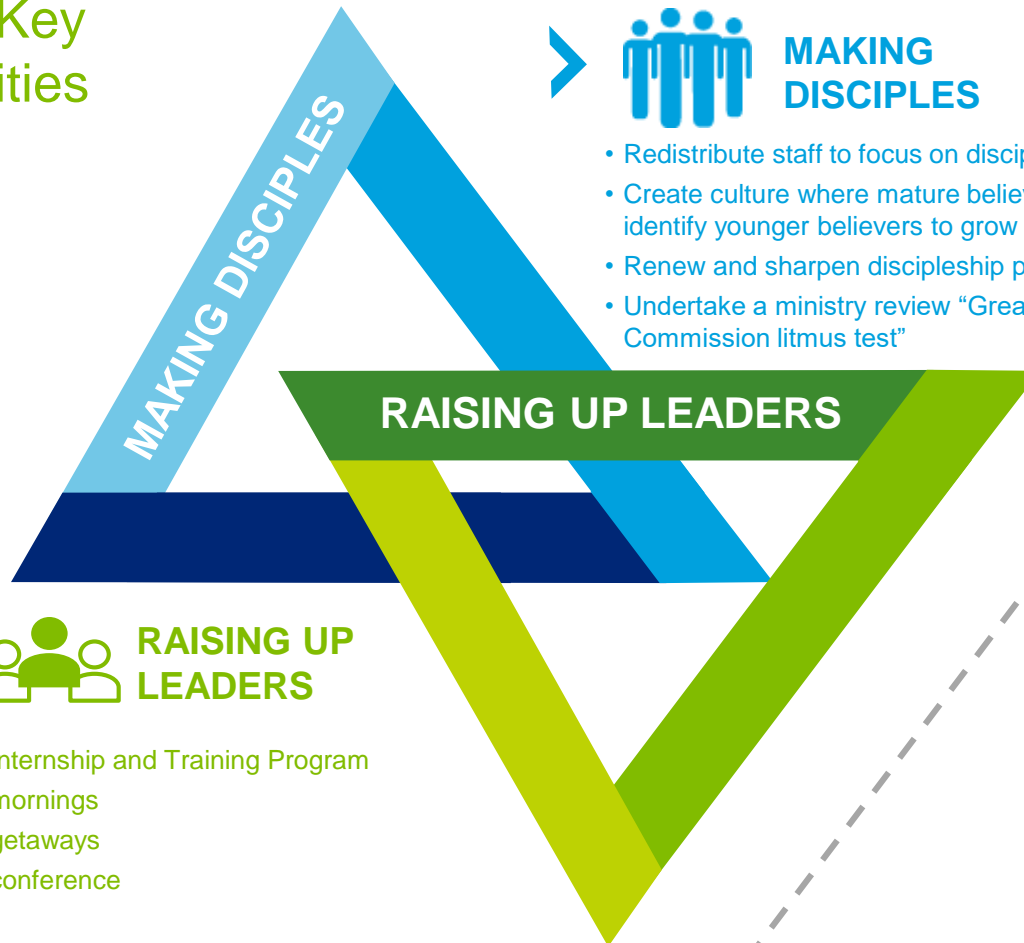 Key
ities
MAKING
DISCIPLES
• Redistribute staff to focus on discip
• Create culture where mature believ
identify younger believers to grow
• Renew and sharpen discipleship p
• Undertake a ministry review “Grea
Commission litmus test”
MAKING DISCIPLES
RAISING UP LEADERS
RAISING UP
LEADERS
nternship and Training Program
mornings
getaways
conference